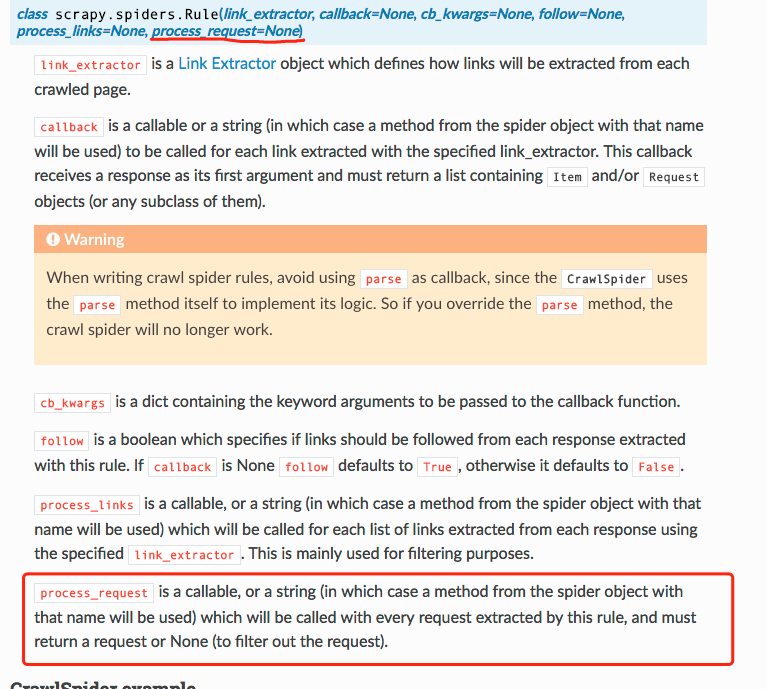 class scrapy.spiders.Rule(link_extractor, callback=None, cb_kwargs=None, follow=None,
process_links=None, process_request=None)
link_extractor is a Link Extractor object which defines how links will be extracted from each
crawled page.
callback is a callable or a string (in which case a method from the spider object with that name
will be used) to be called for each link extracted with the specified link_extractor. This callback
receives a response as its first argument and must return a list containing Item and/or Request
objects (or any subclass of them).
Warning
When writing crawl spider rules, avoid using parse as callback, since the CrawlSpider uses
the parse method itself to implement its logic. So if you override the parse method, the
crawl spider will no longer work.
cb_kwargs is a dict containing the keyword arguments to be passed to the callback function.
follow is a boolean which specifies if links should be followed from each response extracted
with this rule. If callback is None follow defaults to True, otherwise it defaults to False.
process_links is a callable, or a string (in which case a method from the spider object with that
name will be used) which will be called for each list of links extracted from each response using
the specified link_extractor. This is mainly used for filtering purposes.
process_request is a callable, or a string (in which case a method from the spider object with
that name will be used) which will be called with every request extracted by this rule, and must
return a request or None (to filter out the request).
CrawlSpider example